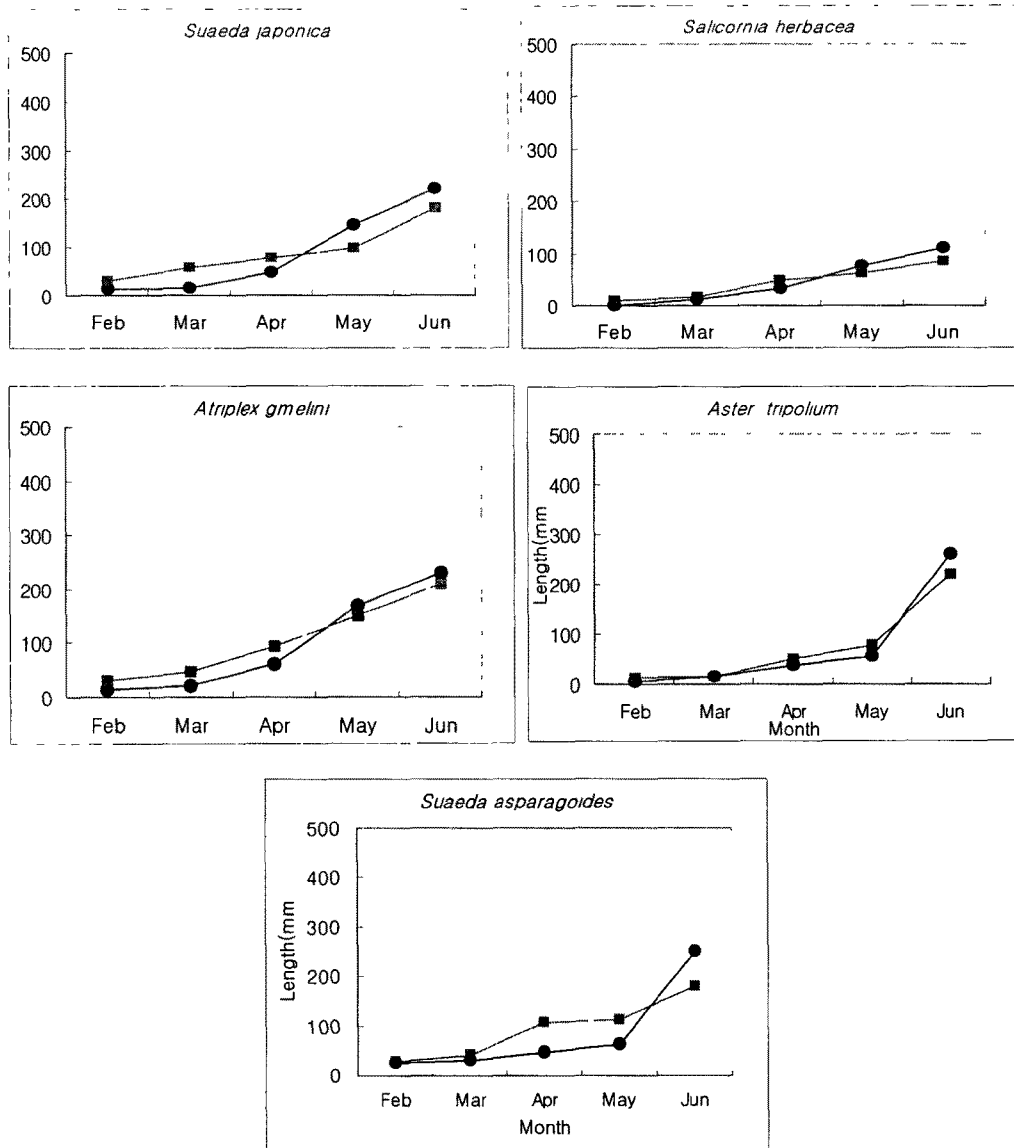 Suaeda japonica
500
400
300
200
100
0
Feb Mar Apr May Jun
Salicornia herbacea
500
400
300
200
100
0
Feb Mar Apr May Jun
Atriplex gmelini
500
400
300
200
100
0
Feb Mar Apr May Jun
Aster tripolium
Length(mm
500
400
300
200
100
0
Feb Mar Apr May Jun
Month
Suaeda asparagoides
Length(mm
500
400
300
200
100
0
Feb Mar Apr May Jun
Month